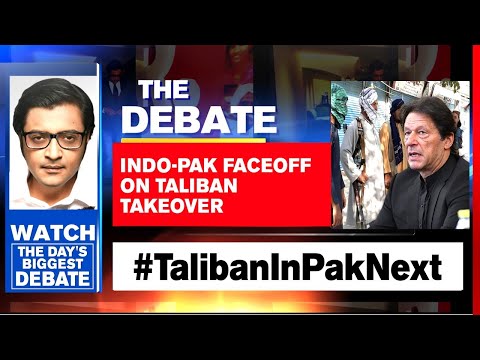 THE
DEBATE
INDO-PAK FACEOFF
ON TALIBAN
TAKEOVER
WATCH
THE DAY'S
BIGGEST
DEBATE
#TalibanInPakNext